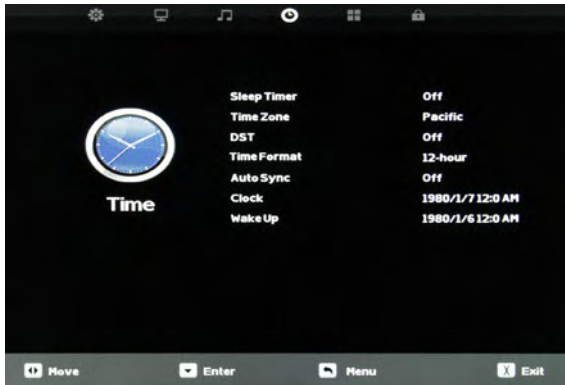 Sleep Timer Off
Time Zone Pacific
DST Off
Time Format 12-hour
Auto Sync Off
Clock 1980/1/7 12:0 AM
Wake Up 1980/1/6 12:0 AM
Time
Move Enter Menu X Exit